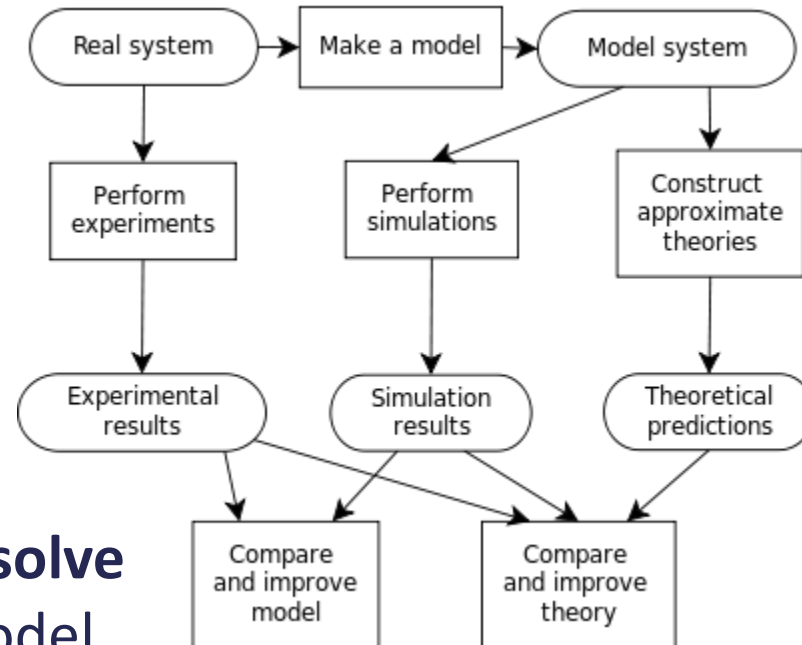 Real system
Make a model
Model system
Perform
experiments
Perform
simulations
Construct
approximate
theories
Experimental
results
Simulation
results
Theoretical
predictions
Compare
and improve
model
Compare
and improve
theory
solve